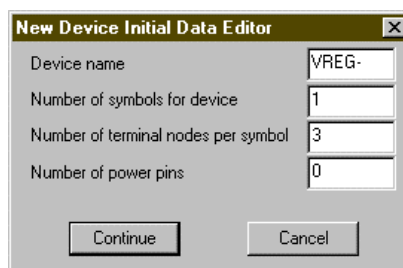 New Device Initial Data Editor
Device name VREG-
Number of symbols for device 1
Number of terminal nodes per symbol 3
Number of power pins 0
Continue Cancel